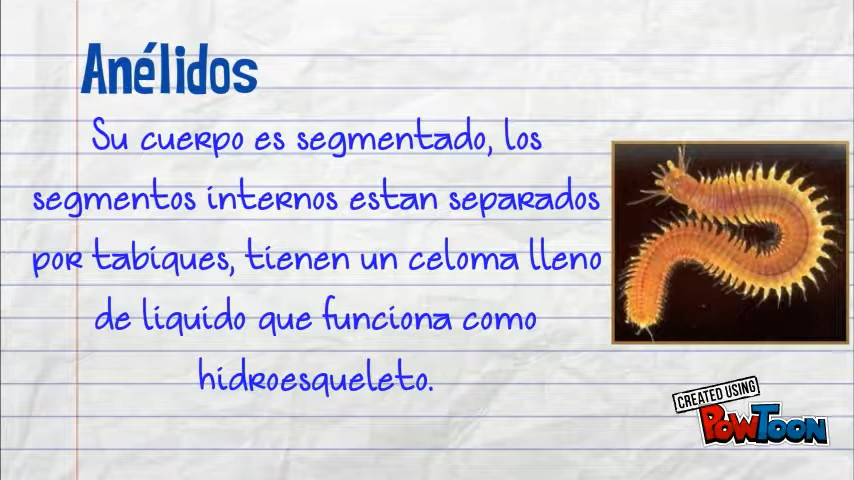 Anélidos
Su cuerpo es segmentado, los
segmentos internos estan separados
por tabiques, tienen un celoma lleno
de liquido que funciona como
hidroesqueleto.
CREATED USING
POWTOON